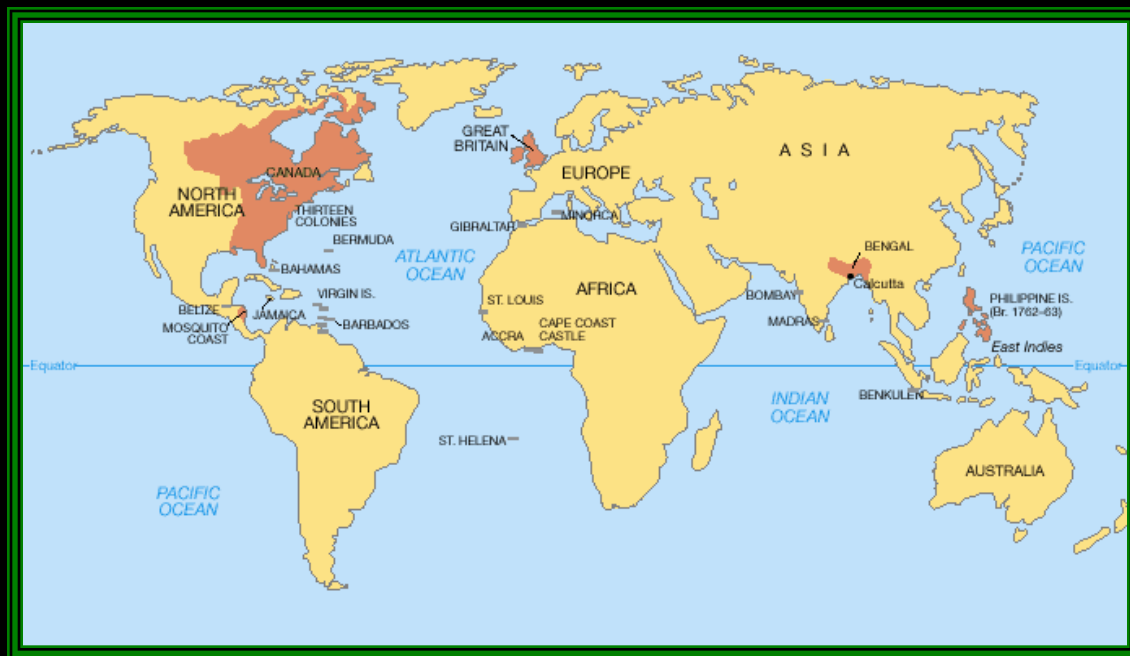 GREAT
BRITAIN
ASIA
EUROPE
CANADA
NORTH
AMERICA
THIRTEEN
COLONIES
MINORCA
GIBRALTAR
BERMUDA
ATLANTIC
OCEAN
BENGAL
PACIFIC
OCEAN
BAHAMAS
Calcutta
AFRICA
VIRGIN IS.
ST. LOUIS
BOMBAY
PHILIPPINE IS.
(Br. 1762–63)
BELIZE
JAMAICA
MOSQUITO
COAST
BARBADOS
ACCRA
CAPE COAST
CASTLE
MADRAS
East Indies
Equator
Equator
INDIAN
OCEAN
BENKULEN
SOUTH
AMERICA
ST. HELENA
AUSTRALIA
PACIFIC
OCEAN